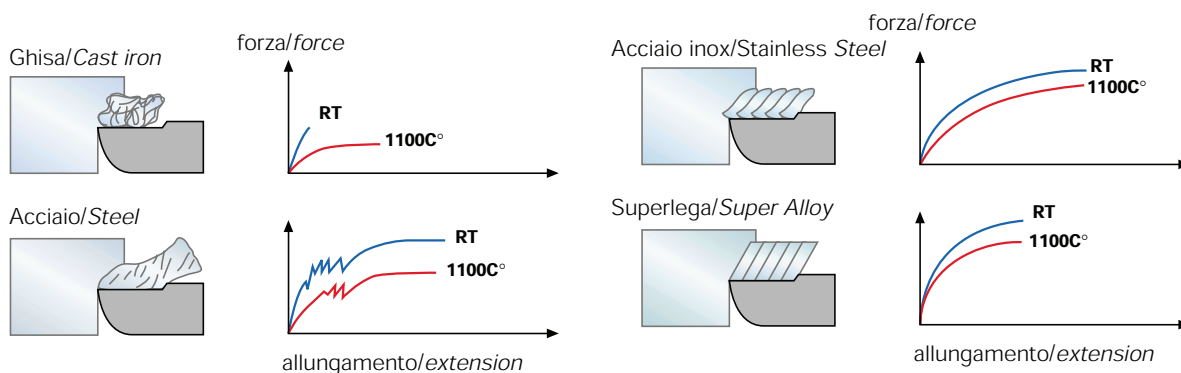 Ghisa/Cast iron
forza/force
RT
1100C°
Acciaio/Steel
RT
1100C°
allungamento/extension
Acciaio inox/Stainless Steel
forza/force
RT
1100C°
Superlega/Super Alloy
RT
1100C°
allungamento/extension